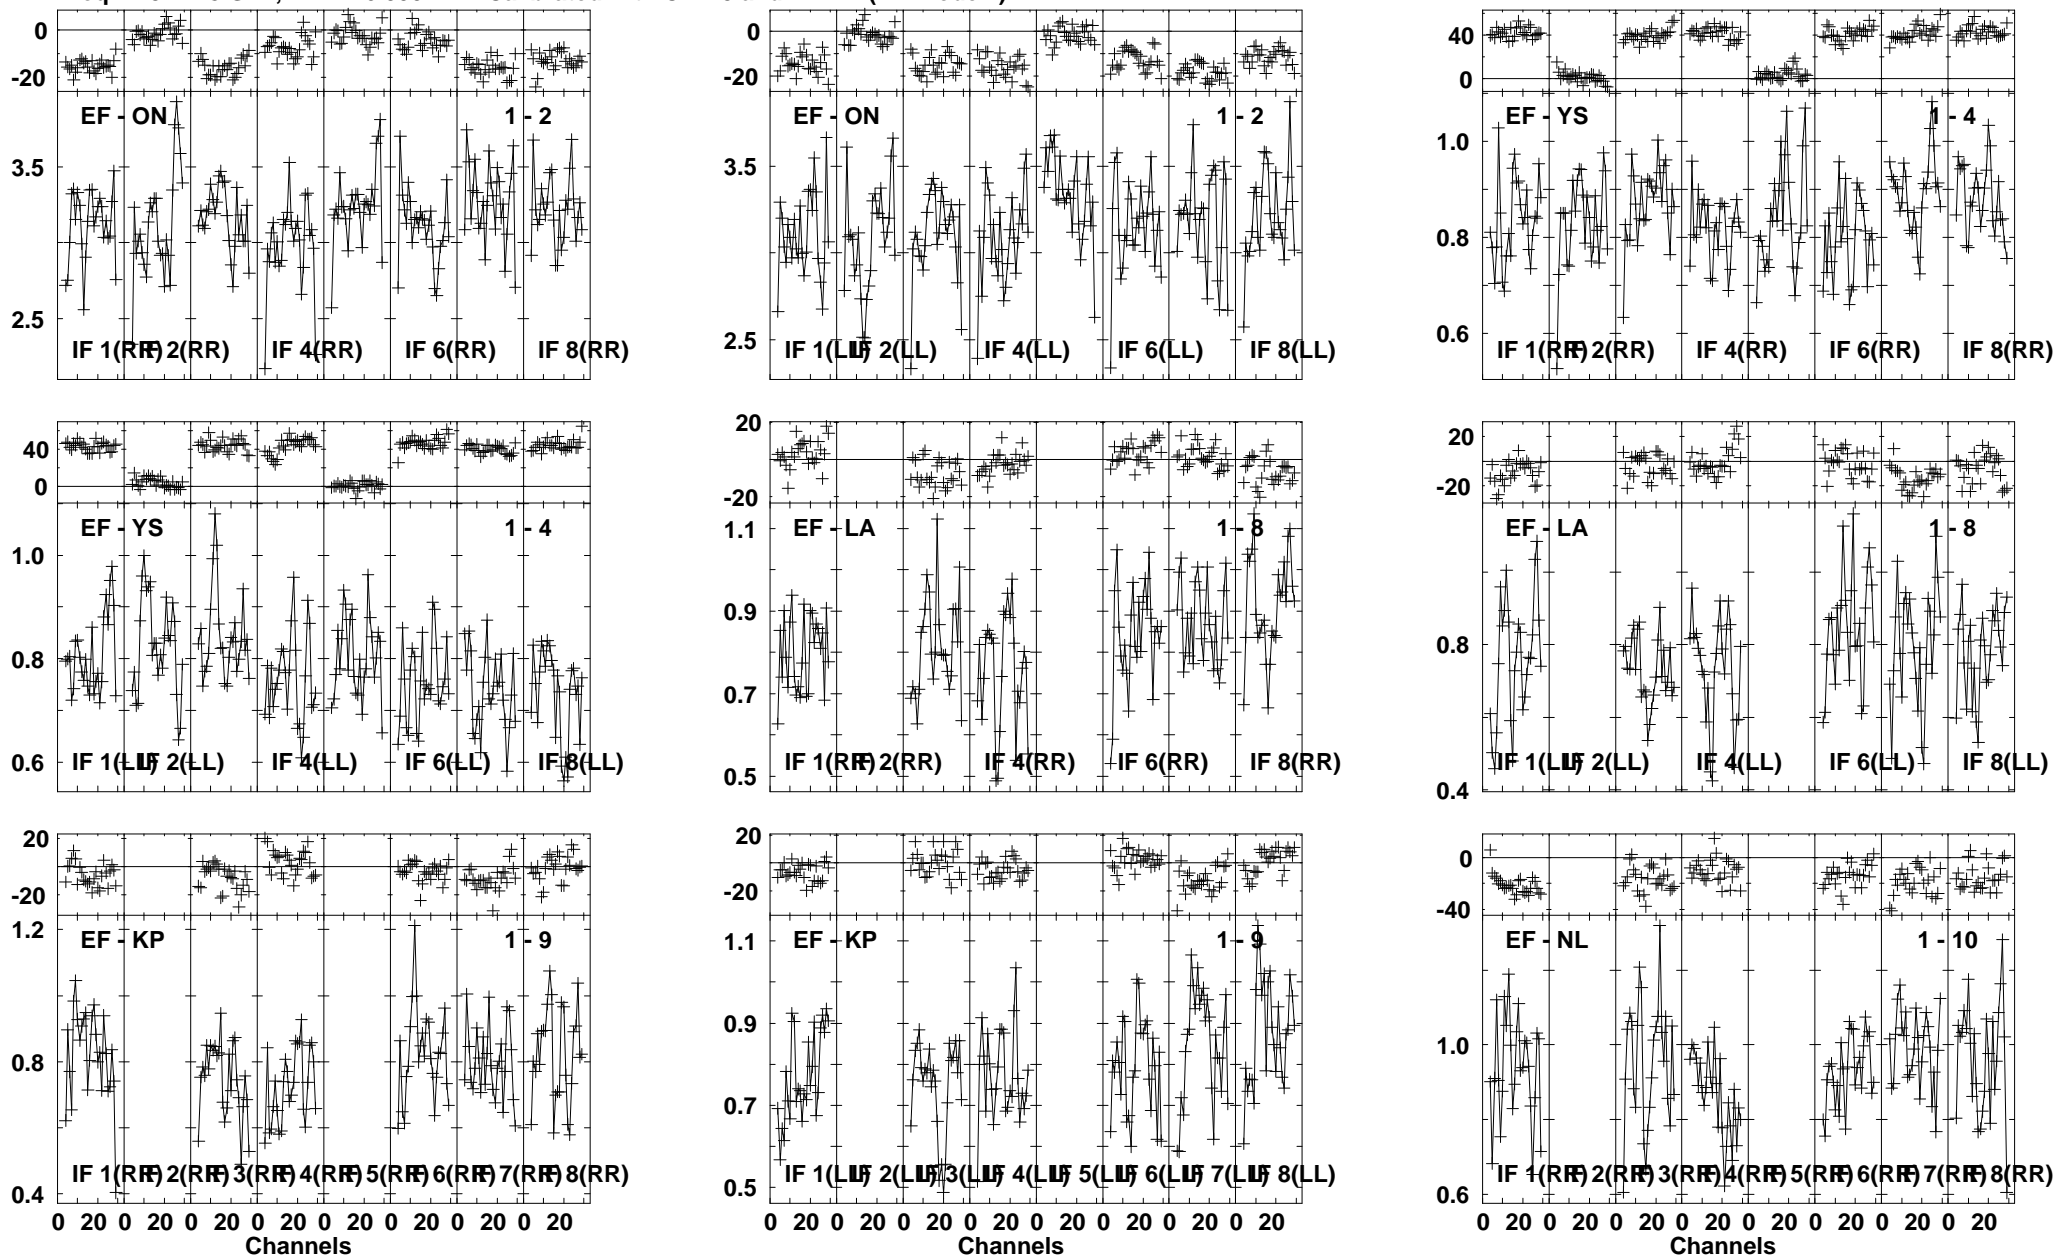 0
-20
EF - ON 1 - 2
3.5
2.5
IF 1(RR) IF 2(RR) IF 4(RR) IF 6(RR) IF 8(RR)
0
-20
EF - ON 1 - 2
3.5
2.5
IF 1(LL) IF 2(LL) IF 4(LL) IF 6(LL) IF 8(LL)
40
0
EF - YS 1 - 4
1.0
0.8
0.6
IF 1(RR) IF 2(RR) IF 4(RR) IF 6(RR) IF 8(RR)
40
0
EF - YS 1 - 4
1.0
0.8
0.6
IF 1(LL) IF 2(LL) IF 4(LL) IF 6(LL) IF 8(LL)
20
-20
EF - LA 1 - 8
1.1
0.9
0.7
0.5
IF 1(RR) IF 2(RR) IF 4(RR) IF 6(RR) IF 8(RR)
20
-20
EF - LA 1 - 8
0.8
0.4
IF 1(LL) IF 2(LL) IF 4(LL) IF 6(LL) IF 8(LL)
20
-20
EF - KP 1 - 9
1.2
0.8
0.4
IF 1(RR) IF 2(RR) IF 3(RR) IF 4(RR) IF 5(RR) IF 6(RR) IF 7(RR) IF 8(RR)
0 20 0 20 0 20 0 20 0 20 0 20 0 20 0 20
Channels
20
-20
EF - KP 1 - 9
1.1
0.9
0.7
0.5
IF 1(LL) IF 2(LL) IF 3(LL) IF 4(LL) IF 5(LL) IF 6(LL) IF 7(LL) IF 8(LL)
0 20 0 20 0 20 0 20 0 20 0 20 0 20 0 20
Channels
0
-40
EF - NL 1 - 10
1.0
0.6
IF 1(RR) IF 2(RR) IF 3(RR) IF 4(RR) IF 5(RR) IF 6(RR) IF 7(RR) IF 8(RR)
0 20 0 20 0 20 0 20 0 20 0 20 0 20 0 20
Channels